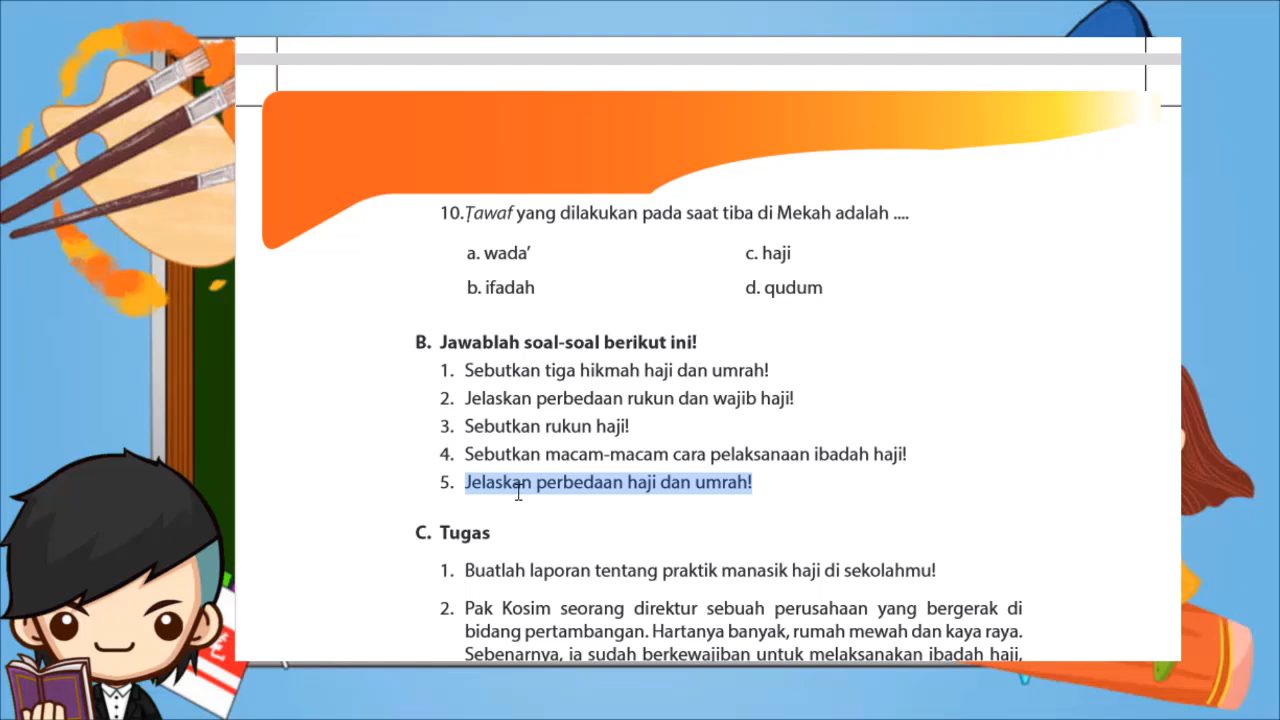 10.Ṭawaf yang dilakukan pada saat tiba di Mekah adalah ....
a. wada’
c. haji
b. ifadah
d. qudum
B. Jawablah soal-soal berikut ini!
1. Sebutkan tiga hikmah haji dan umrah!
2. Jelaskan perbedaan rukun dan wajib haji!
3. Sebutkan rukun haji!
4. Sebutkan macam-macam cara pelaksanaan ibadah haji!
5. Jelaskan perbedaan haji dan umrah!
C. Tugas
1. Buatlah laporan tentang praktik manasik haji di sekolahmu!
2. Pak Kosim seorang direktur sebuah perusahaan yang bergerak di
bidang pertambangan. Hartanya banyak, rumah mewah dan kaya raya.
Sebenarnya, ia sudah berkewajiban untuk melaksanakan ibadah haji,